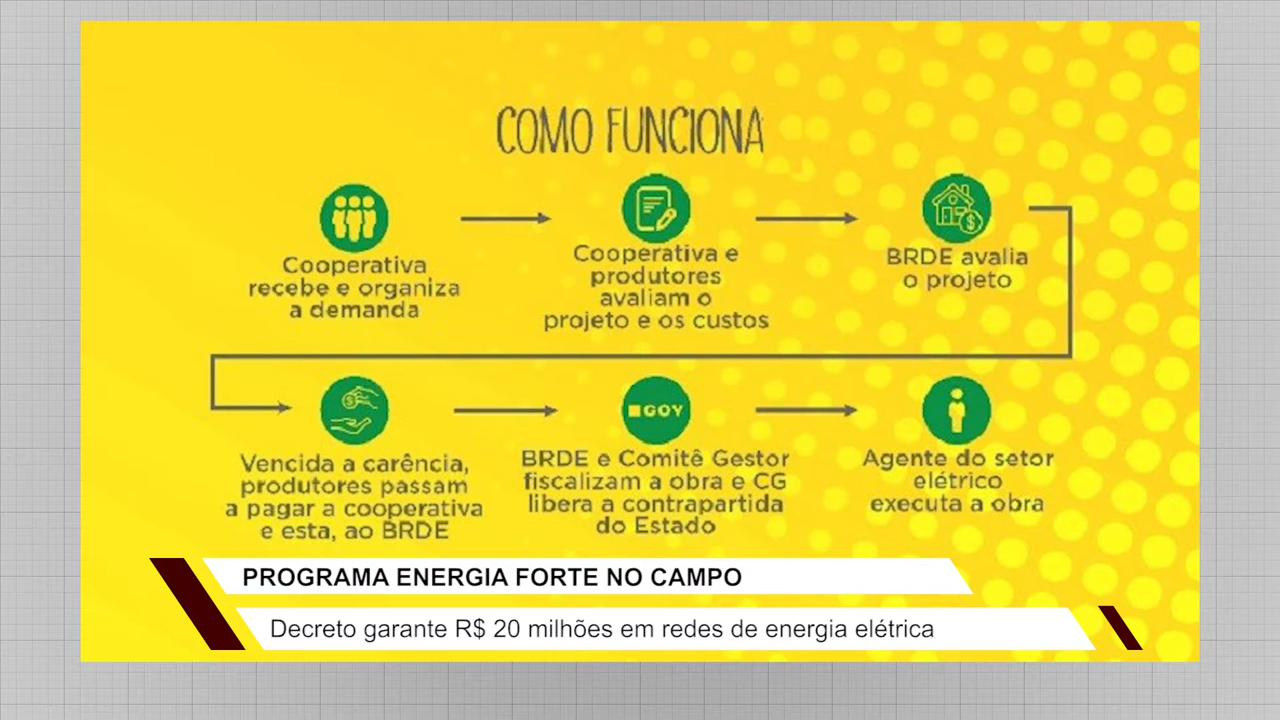 COMO FUNCIONA
Cooperativa
recebe e organiza
a demanda
Cooperativa e
produtores
avaliam o
projeto e os custos
BRDE avalia
o projeto
Vencida a carência,
produtores passam
a pagar a cooperativa
e esta, ao BRDE
GOV
BRDE e Comitê Gestor
fiscalizam a obra e CG
libera a contrapartida
do Estado
Agente do setor
elétrico
executa a obra
PROGRAMA ENERGIA FORTE NO CAMPO
Decreto garante R$ 20 milhões em redes de energia elétrica